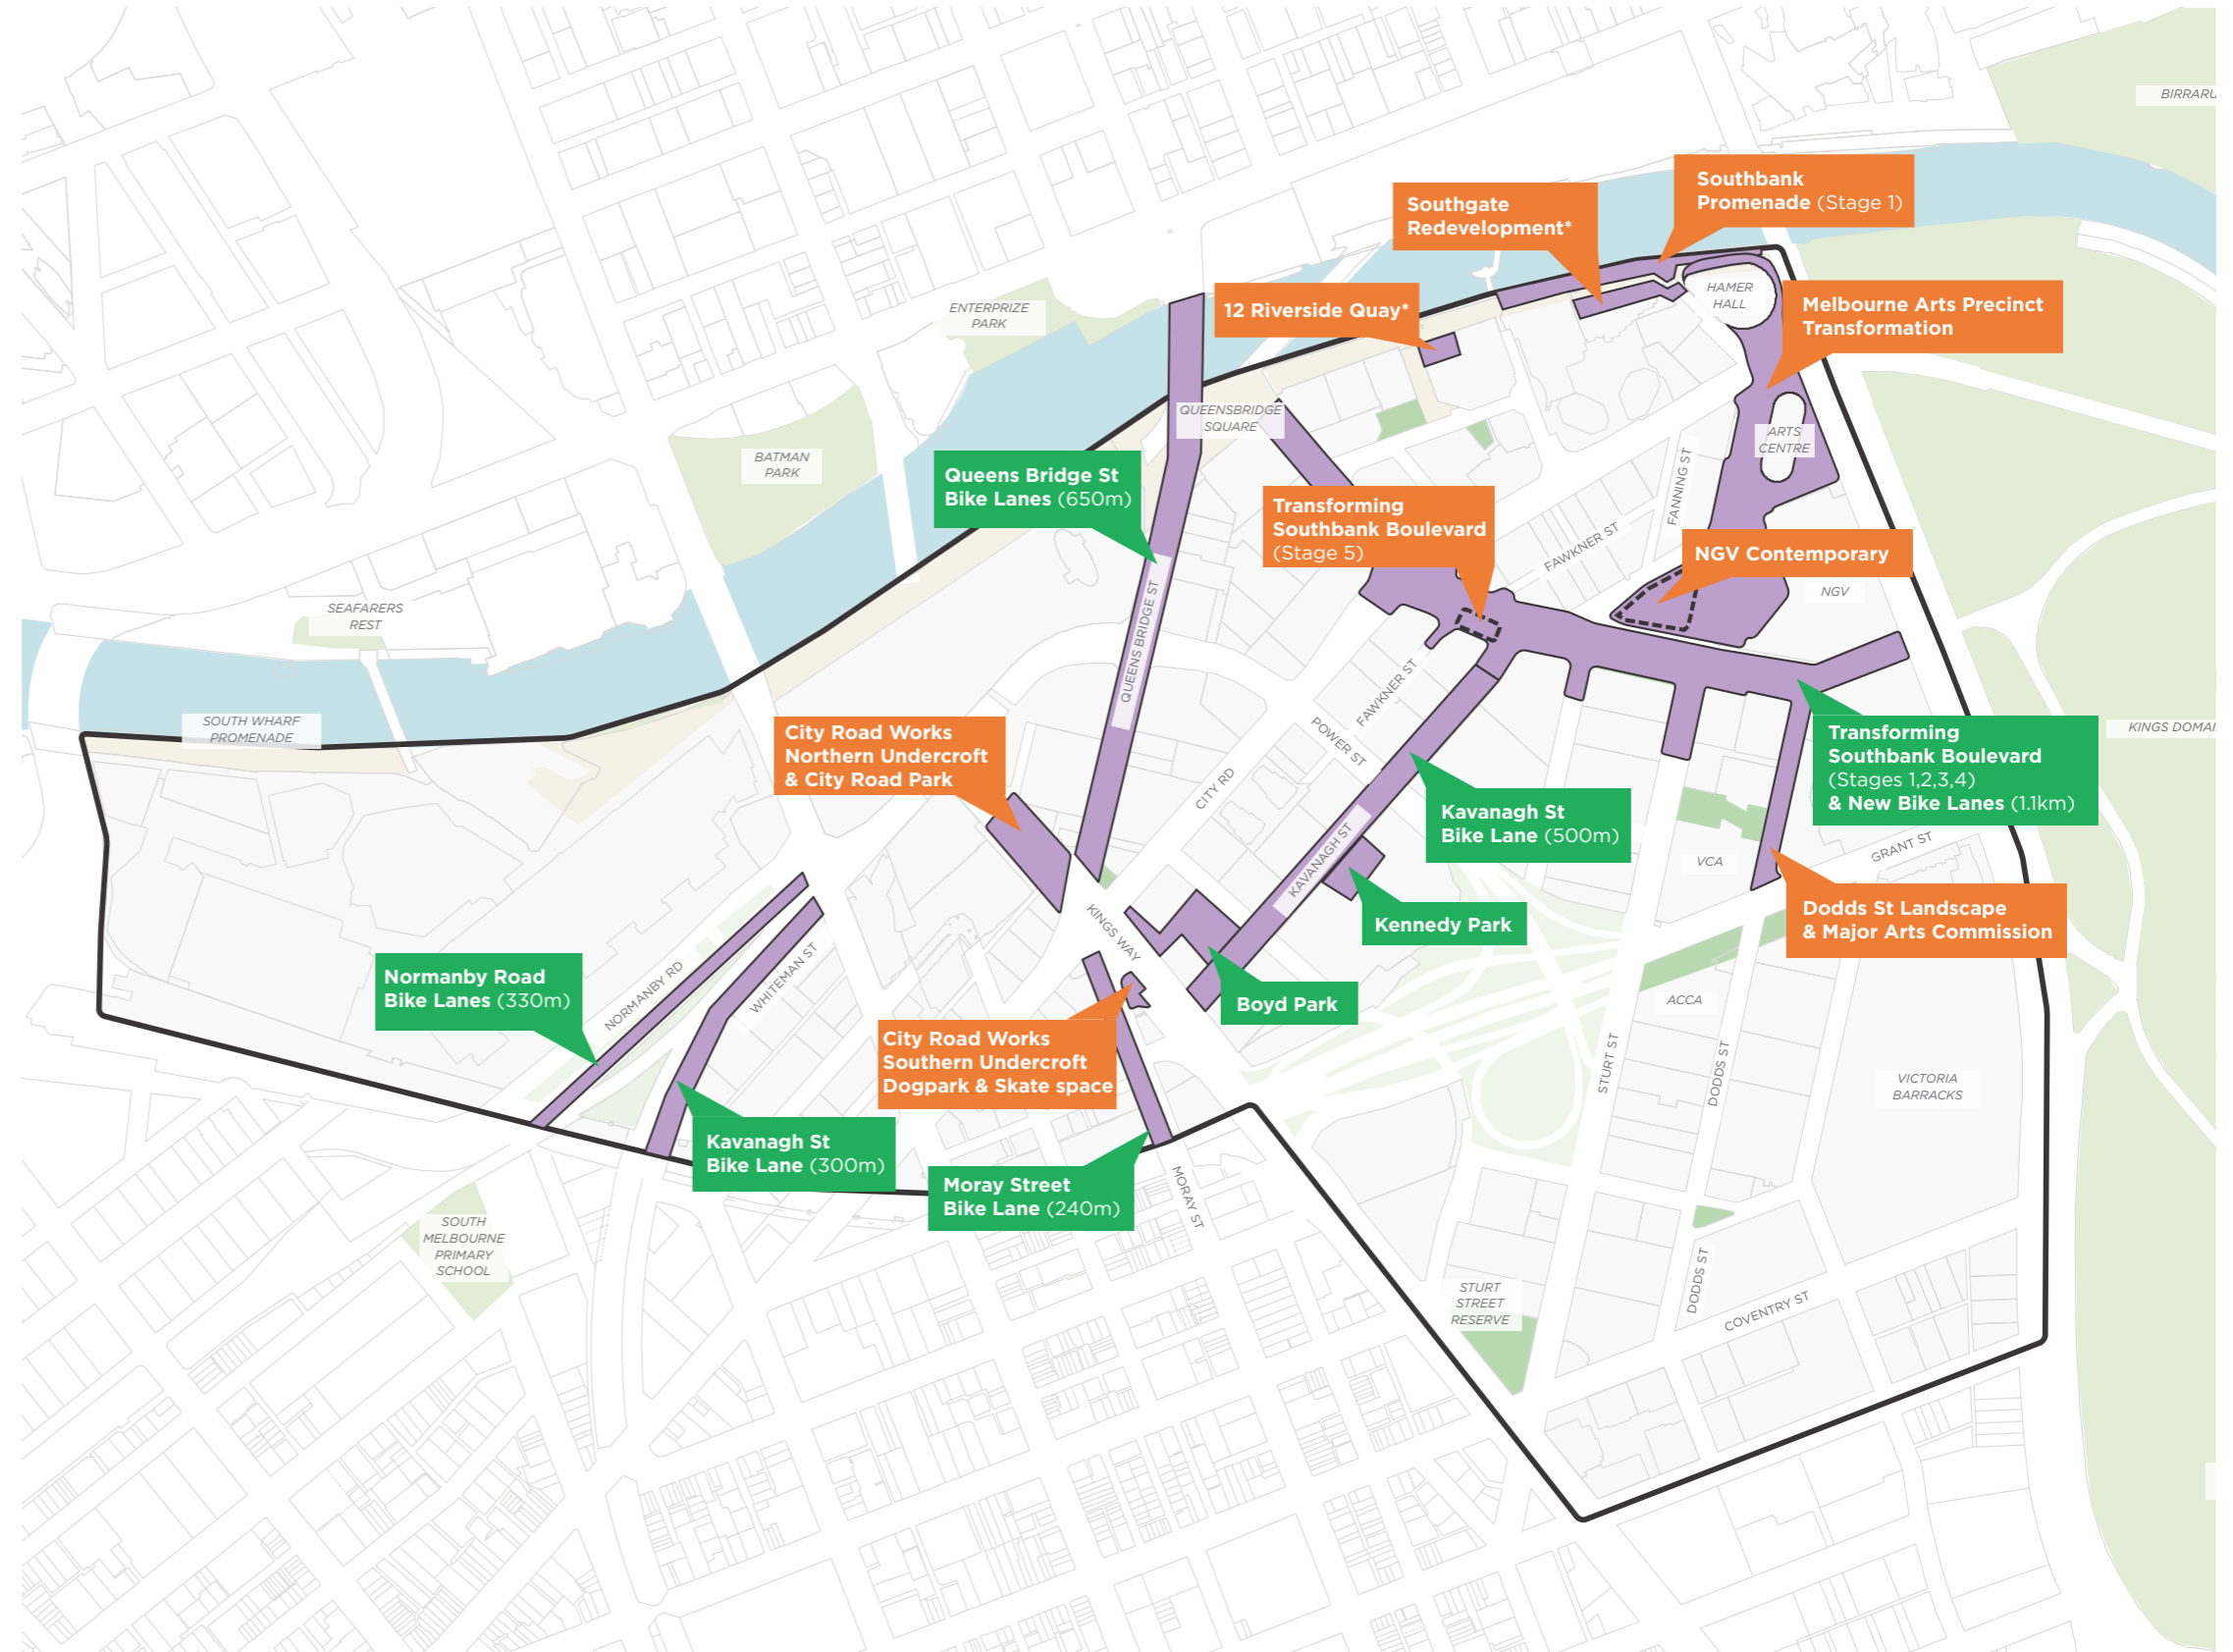 BIRRARU
Southbank
Promenade (Stage 1)
Southgate
Redevelopment*
12 Riverside Quay*
HAMER
HALL
Melbourne Arts Precinct
Transformation
ENTERPRIZE
PARK
QUEENSBRIDGE
SQUARE
ARTS
CENTRE
BATMAN
PARK
Queens Bridge St
Bike Lanes (650m)
FANNING ST
Transforming
Southbank Boulevard
(Stage 5)
FAWKNER ST
NGV Contemporary
NGV
SEAFARERS
REST
QUEENS BRIDGE ST
FAWKNER ST
SOUTH WHARF
PROMENADE
POWER ST
City Road Works
Northern Undercroft
& City Road Park
CITY RD
KINGS DOMAI
Transforming
Southbank Boulevard
(Stages 1,2,3,4)
& New Bike Lanes (1.1km)
Kavanagh St
Bike Lane (500m)
KAVANAGH ST
VCA
GRANT ST
KINGS WAY
Kennedy Park
Dodds St Landscape
& Major Arts Commission
Normanby Road
Bike Lanes (330m)
NORMANBY RD
WHITEMAN ST
Boyd Park
ACCA
City Road Works
Southern Undercroft
Dogpark & Skate space
STURT ST
DODDS ST
VICTORIA
BARRACKS
Kavanagh St
Bike Lane (300m)
Moray Street
Bike Lane (240m)
MORAY ST
SOUTH
MELBOURNE
PRIMARY
SCHOOL
STURT
STREET
RESERVE
DODDS ST
COVENTRY ST